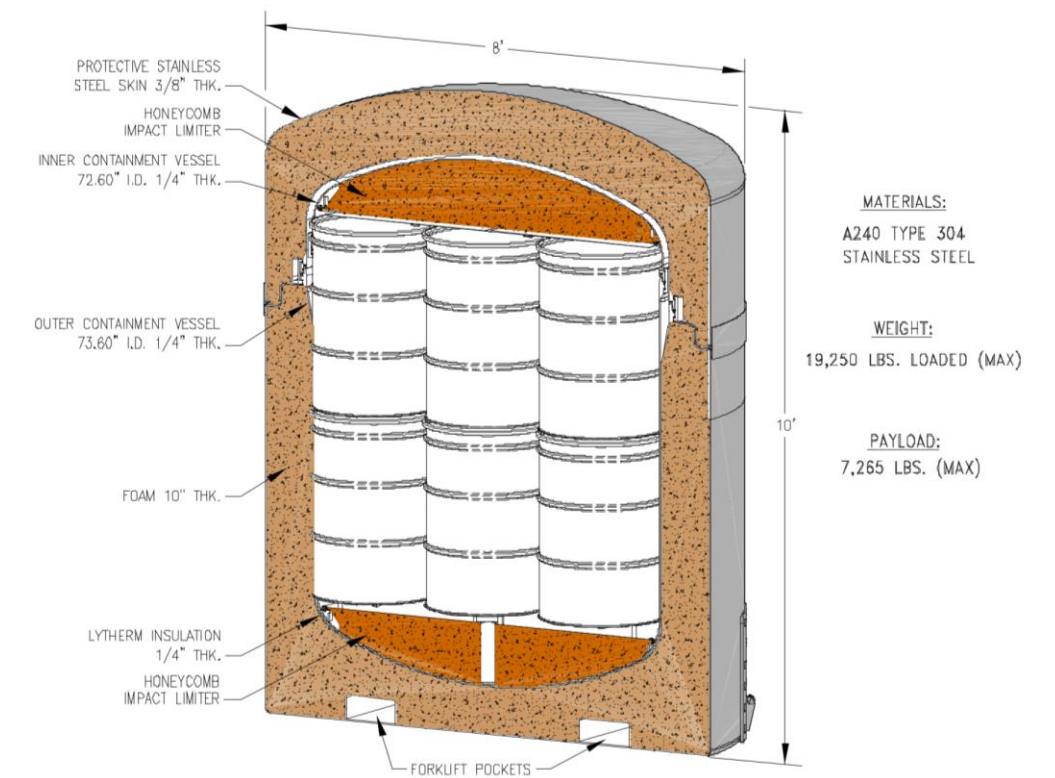 8'
PROTECTIVE STAINLESS
STEEL SKIN 3/8" THK.
HONEYCOMB
IMPACT LIMITER
INNER CONTAINMENT VESSEL
72.60" I.D. 1/4" THK.
OUTER CONTAINMENT VESSEL
73.60" I.D. 1/4" THK.
FOAM 10" THK.
LYTHERM INSULATION
1/4" THK.
HONEYCOMB
IMPACT LIMITER
FORKLIFT POCKETS
10'
MATERIALS:
A240 TYPE 304
STAINLESS STEEL
WEIGHT:
19,250 LBS. LOADED (MAX)
PAYLOAD:
7,265 LBS. (MAX)